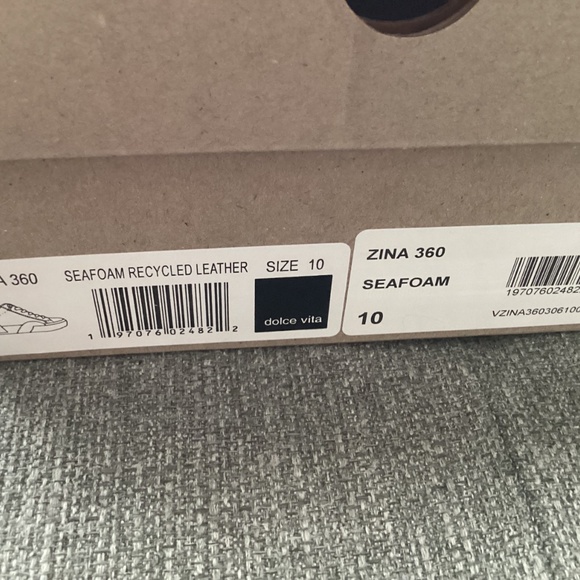 A 360 SEAFOAM RECYCLED LEATHER SIZE 10
1 97076 02482 2
dolce vita
ZINA 360
SEAFOAM
10
19707602482
VZINA36030610